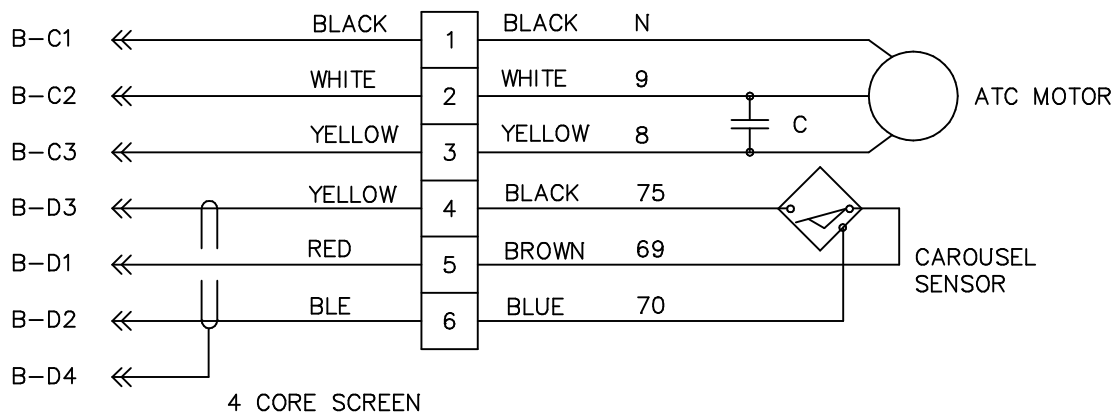 B-C1 BLACK 1 BLACK N
B-C2 WHITE 2 WHITE 9
ATC MOTOR
C
B-C3 YELLOW 3 YELLOW 8
B-D3 YELLOW 4 BLACK 75
B-D1 RED 5 BROWN 69
CAROUSEL
SENSOR
B-D2 BLE 6 BLUE 70
B-D4
4 CORE SCREEN